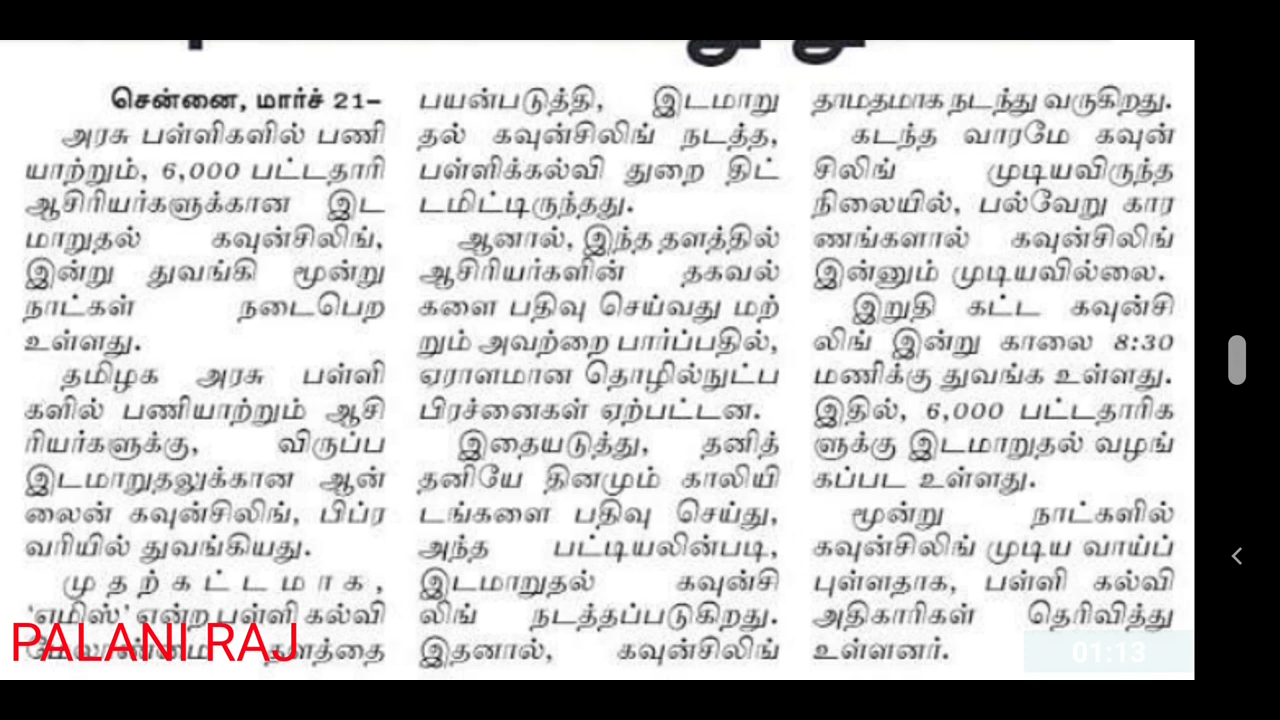 சென்னை, மார்ச் 21–
அரசு பள்ளிகளில் பணி
யாற்றும், 6,000 பட்டதாரி
ஆசிரியர்களுக்கான இட
மாறுதல் கவுன்சிலிங்,
இன்று துவங்கி மூன்று
நாட்கள் நடைபெற
உள்ளது.
தமிழக அரசு பள்ளி
களில் பணியாற்றும் ஆசி
ரியர்களுக்கு, விருப்ப
இடமாறுதலுக்கான ஆன்
லைன் கவுன்சிலிங், பிப்ர
வரியில் துவங்கியது.
முதற்கட்டமாக,
'எமிஸ்' என்ற பள்ளி கல்வி
தளத்தை
பயன்படுத்தி, இடமாறு
தல் கவுன்சிலிங் நடத்த,
பள்ளிக்கல்வி துறை திட்
டமிட்டிருந்தது.
ஆனால், இந்த தளத்தில்
ஆசிரியர்களின் தகவல்
களை பதிவு செய்வது மற்
றும் அவற்றை பார்ப்பதில்,
ஏராளமான தொழில்நுட்ப
பிரச்னைகள் ஏற்பட்டன.
இதையடுத்து, தனித்
தனியே தினமும் காலியி
டங்களை பதிவு செய்து,
அந்த பட்டியலின்படி,
இடமாறுதல் கவுன்சி
லிங் நடத்தப்படுகிறது.
இதனால், கவுன்சிலிங்
தாமதமாக நடந்து வருகிறது.
கடந்த வாரமே கவுன்
சிலிங் முடியவிருந்த
நிலையில், பல்வேறு கார
ணங்களால் கவுன்சிலிங்
இன்னும் முடியவில்லை.
இறுதி கட்ட கவுன்சி
லிங் இன்று காலை 8:30
மணிக்கு துவங்க உள்ளது.
இதில், 6,000 பட்டதாரிக
ளுக்கு இடமாறுதல் வழங்
கப்பட உள்ளது.
மூன்று நாட்களில்
கவுன்சிலிங் முடிய வாய்ப்
புள்ளதாக, பள்ளி கல்வி
அதிகாரிகள் தெரிவித்து
உள்ளனர்.
PALANI RAJ
01:13